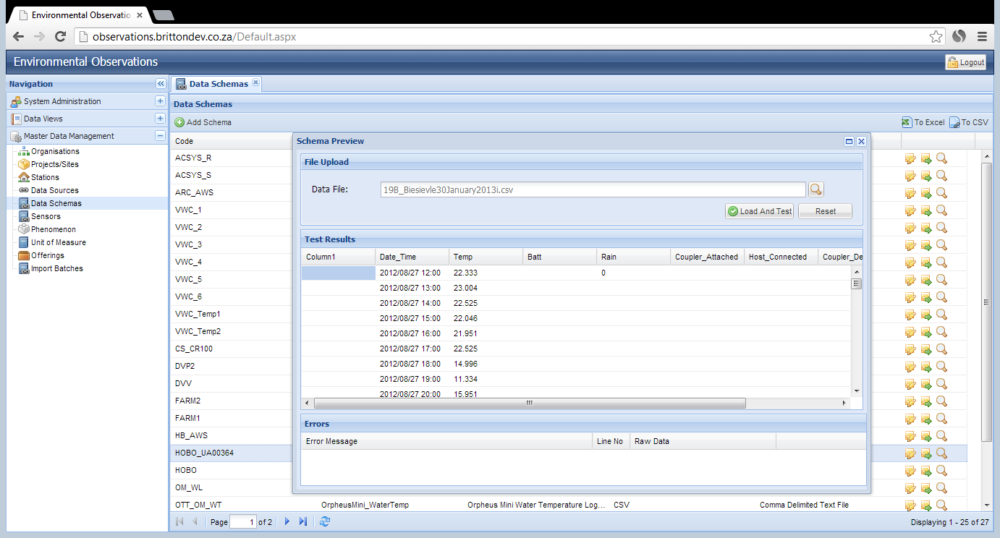 Environmental Observatio
observations.brittondev.co.za/Default.aspx
Environmental Observations
Logout
Navigation
System Administration
Data Views
Master Data Management
Organisations
Projects/Sites
Stations
Data Sources
Data Schemas
Sensors
Phenomenon
Unit of Measure
Offerings
Import Batches
Data Schemas
Data Schemas
Add Schema
To Excel To CSV
Code
ACSYS_R
ACSYS_S
ARC_AWS
VWC_1
VWC_2
VWC_3
VWC_4
VWC_5
VWC_6
VWC_Temp1
VWC_Temp2
CS_CR100
DVP2
DVV
FARM2
FARM1
HB_AWS
HOBO_UA00364
HOBO
OM_WL
OTT_OM_WT OrpheusMini_WaterTemp Orpheus Mini Water Temperature Log... CSV Comma Delimited Text File
Schema Preview
File Upload
Data File: 19B_Biesievle30January2013i.csv
Load And Test Reset
Test Results
Column1 Date_Time Temp Batt Rain Coupler_Attached Host_Connected Coupler_De
2012/08/27 12:00 22.333 0
2012/08/27 13:00 23.004
2012/08/27 14:00 22.525
2012/08/27 15:00 22.046
2012/08/27 16:00 21.951
2012/08/27 17:00 22.525
2012/08/27 18:00 14.996
2012/08/27 19:00 11.334
2012/08/27 20:00 15.951
Errors
Error Message Line No Raw Data
Page 1 of 2
Displaying 1 - 25 of 27